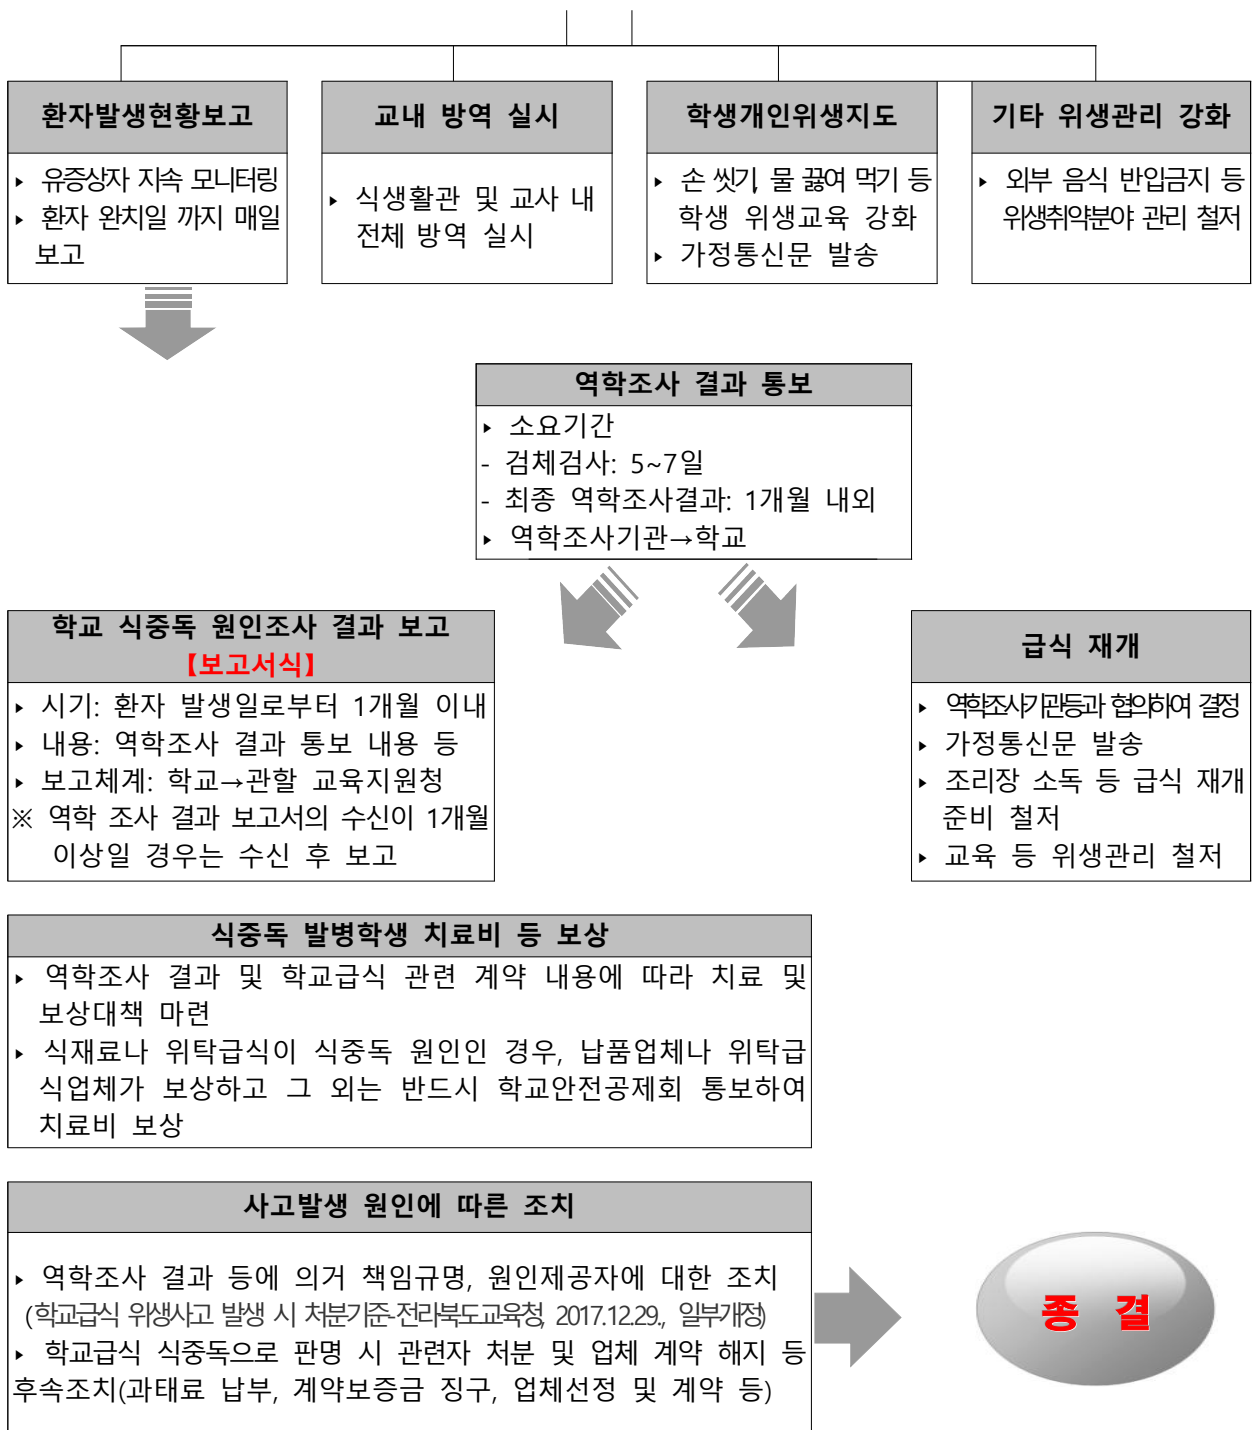 환자발생현황보고
▸ 유증상자 지속 모니터링
▸ 환자 완치일 까지 매일
보고
교내 방역 실시
▸ 식생활관 및 교사 내
전체 방역 실시
학생개인위생지도
▸ 손 씻기, 물 끓여 먹기 등
학생 위생교육 강화
▸ 가정통신문 발송
기타 위생관리 강화
▸ 외부 음식 반입금지 등
위생취약분야 관리 철저
역학조사 결과 통보
▸ 소요기간
- 검체검사: 5~7일
- 최종 역학조사결과: 1개월 내외
▸ 역학조사기관→학교
학교 식중독 원인조사 결과 보고
【보고서식】
▸ 시기: 환자 발생일로부터 1개월 이내
▸ 내용: 역학조사 결과 통보 내용 등
▸ 보고체계: 학교→관할 교육지원청
※ 역학 조사 결과 보고서의 수신이 1개월
이상일 경우는 수신 후 보고
급식 재개
▸ 역학조사기관등과 협의하여 결정
▸ 가정통신문 발송
▸ 조리장 소독 등 급식 재개
준비 철저
▸ 교육 등 위생관리 철저
식중독 발병학생 치료비 등 보상
▸ 역학조사 결과 및 학교급식 관련 계약 내용에 따라 치료 및
보상대책 마련
▸ 식재료나 위탁급식이 식중독 원인인 경우, 납품업체나 위탁급
식업체가 보상하고 그 외는 반드시 학교안전공제회 통보하여
치료비 보상
사고발생 원인에 따른 조치
▸ 역학조사 결과 등에 의거 책임규명, 원인제공자에 대한 조치
(학교급식 위생사고 발생 시 처분기준-전라북도교육청, 2017.12.29., 일부개정)
▸ 학교급식 식중독으로 판명 시 관련자 처분 및 업체 계약 해지 등
후속조치(과태료 납부, 계약보증금 징구, 업체선정 및 계약 등)
종 결